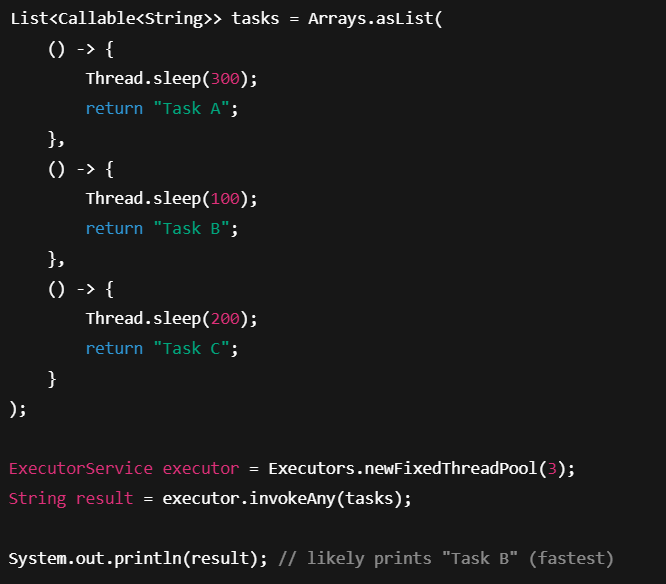 List<Callable<String>> tasks = Arrays.asList(
    () -> {
        Thread.sleep(300);
        return "Task A";
    },
    () -> {
        Thread.sleep(100);
        return "Task B";
    },
    () -> {
        Thread.sleep(200);
        return "Task C";
    }
);

ExecutorService executor = Executors.newFixedThreadPool(3);
String result = executor.invokeAny(tasks);

System.out.println(result); // likely prints "Task B" (fastest)